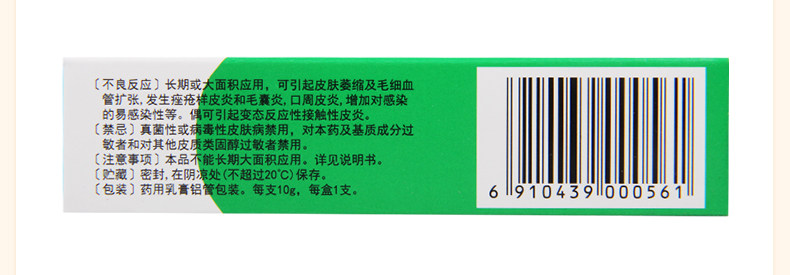 〔不良反应〕长期或大面积应用，可引起皮肤萎缩及毛细血
管扩张，发生痤疮样皮炎和毛囊炎，口周皮炎，增加对感染
的易感染性等。偶可引起变态反应性接触性皮炎。
〔禁忌〕真菌性或病毒性皮肤病禁用，对本药及基质成分过
敏者和对其他皮质类固醇过敏者禁用。
〔注意事项〕本品不能长期大面积应用。详见说明书。
〔贮藏〕密封，在阴凉处(不超过20℃)保存。
〔包装〕药用乳膏铝管包装。每支10g，每盒1支。
6 910439 000561